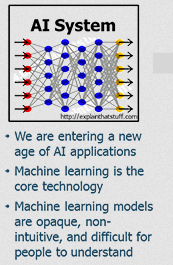 AI System
http://explainthatstuff.com
• We are entering a new
age of AI applications
• Machine learning is the
core technology
• Machine learning models
are opaque, non-
intuitive, and difficult for
people to understand